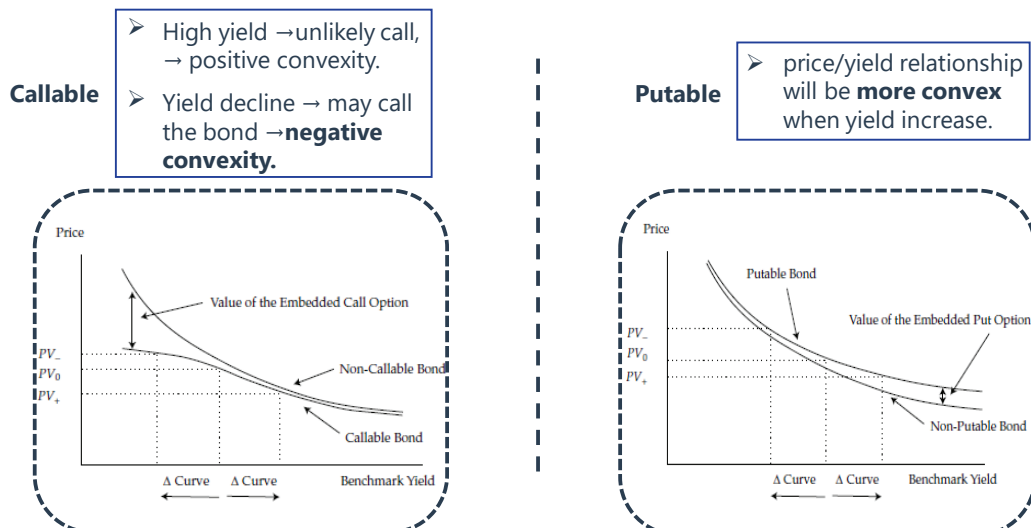 Callable
➢ High yield →unlikely call,
→ positive convexity.
➢ Yield decline → may call
the bond →negative
convexity.
Price
Value of the Embedded Call Option
PV₋
PV₀
PV₊
Non-Callable Bond
Callable Bond
Δ Curve
Δ Curve
Benchmark Yield
Putable
➢ price/yield relationship
will be more convex
when yield increase.
Price
Putable Bond
Value of the Embedded Put Option
PV₋
PV₀
PV₊
Non-Putable Bond
Δ Curve
Δ Curve
Benchmark Yield